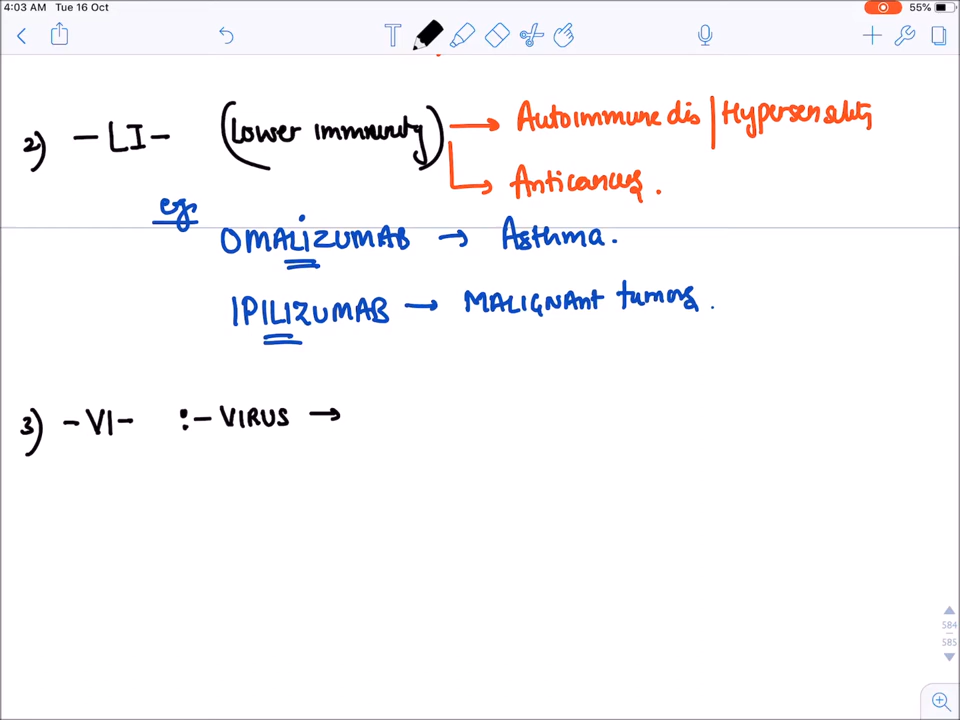 4:03 AM Tue 16 Oct 55%
T
2) -LI- (Lower immunity) → Autoimmune dis | Hypersensitivity
→ Anticancer.
eg
OMALIZUMAB → Asthma.
IPILIZUMAB → MALIGNANT tumors.
3) -VI- :- VIRUS →
584
585